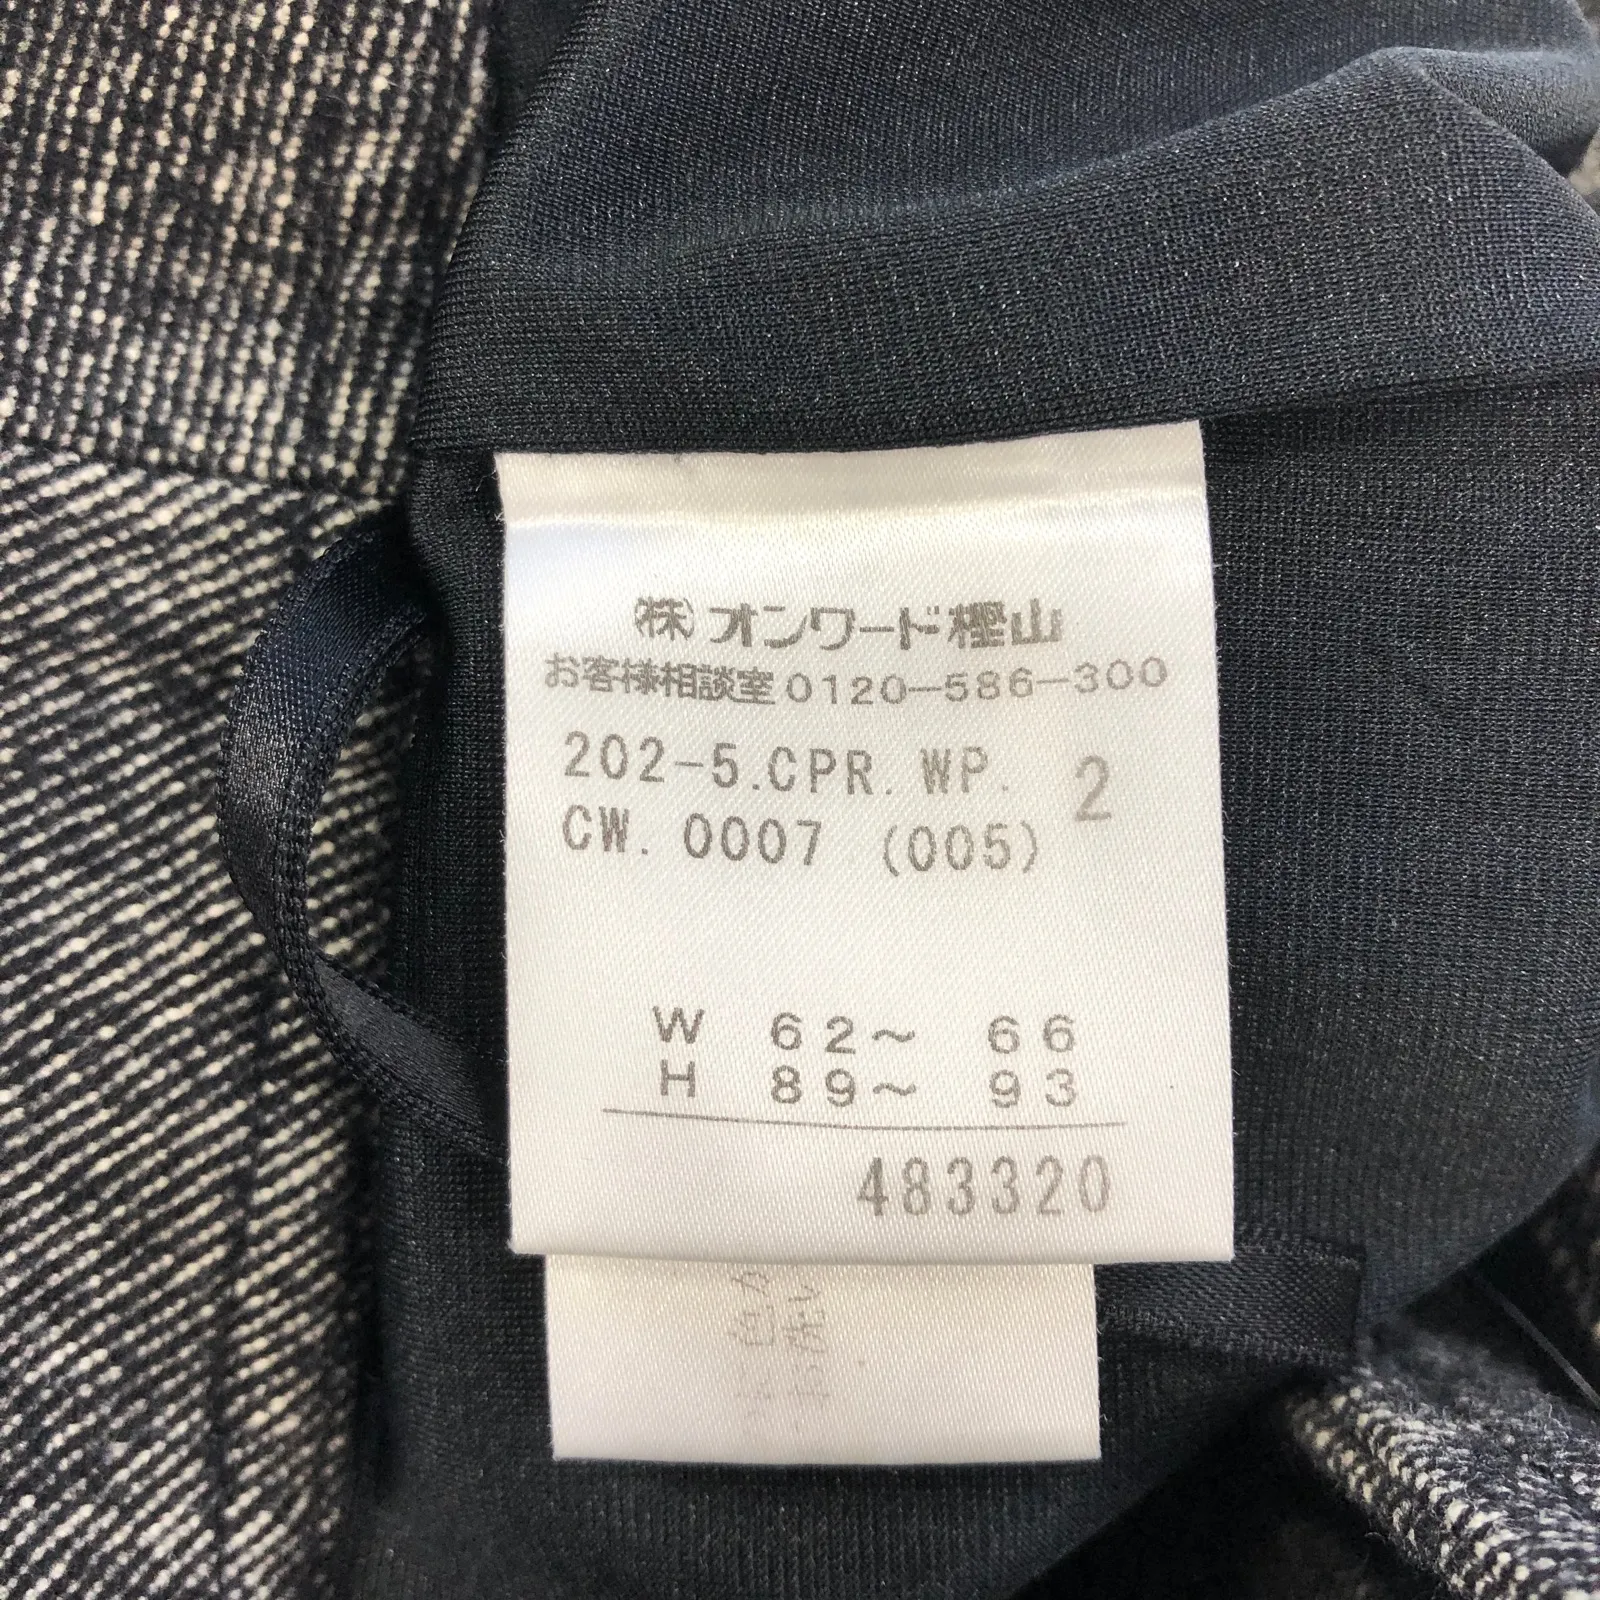 ㈱オンワード樫山
お客様相談室0120-586-300
202-5.CPR. WP. 2
CW. 0007 (005)
W 62~ 66
H 89~ 93
483320